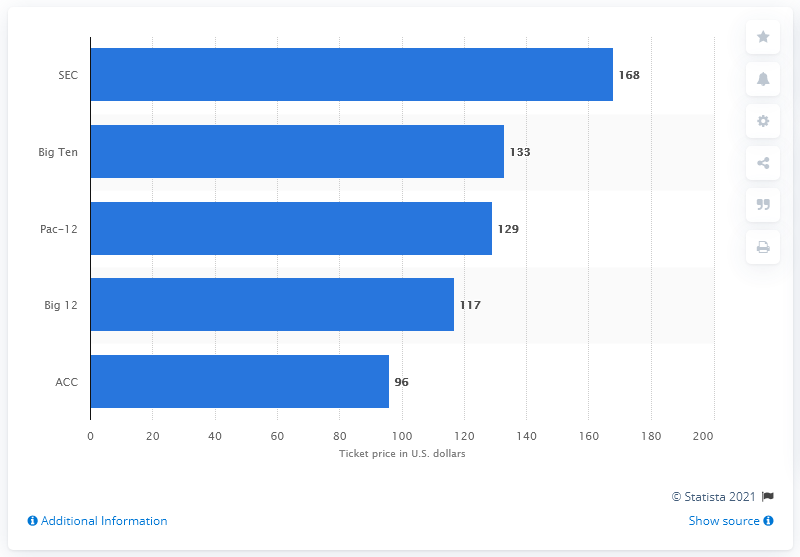 SEC 168
Big Ten 133
Pac-12 129
Big 12 117
ACC 96
0 20 40 60 80 100 120 140 160 180 200
Ticket price in U.S. dollars
© Statista 2021
Additional Information Show source